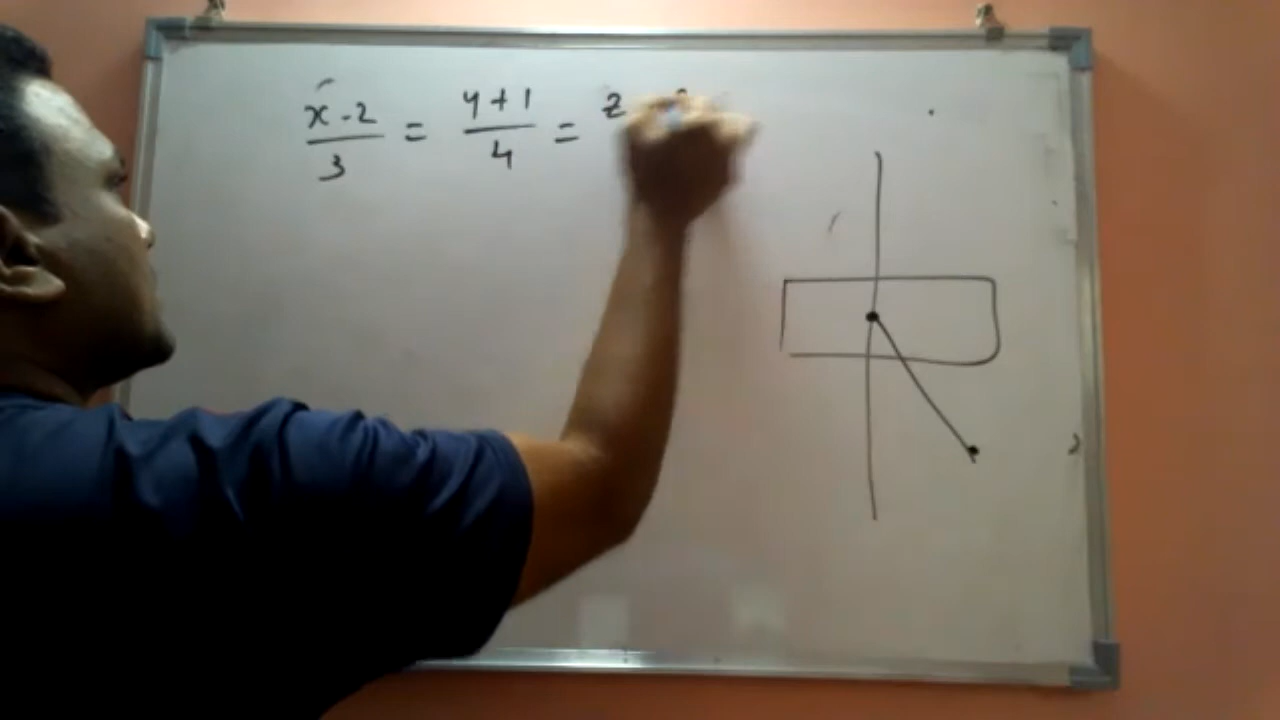 x - 2 / 3 = y + 1 / 4 = z